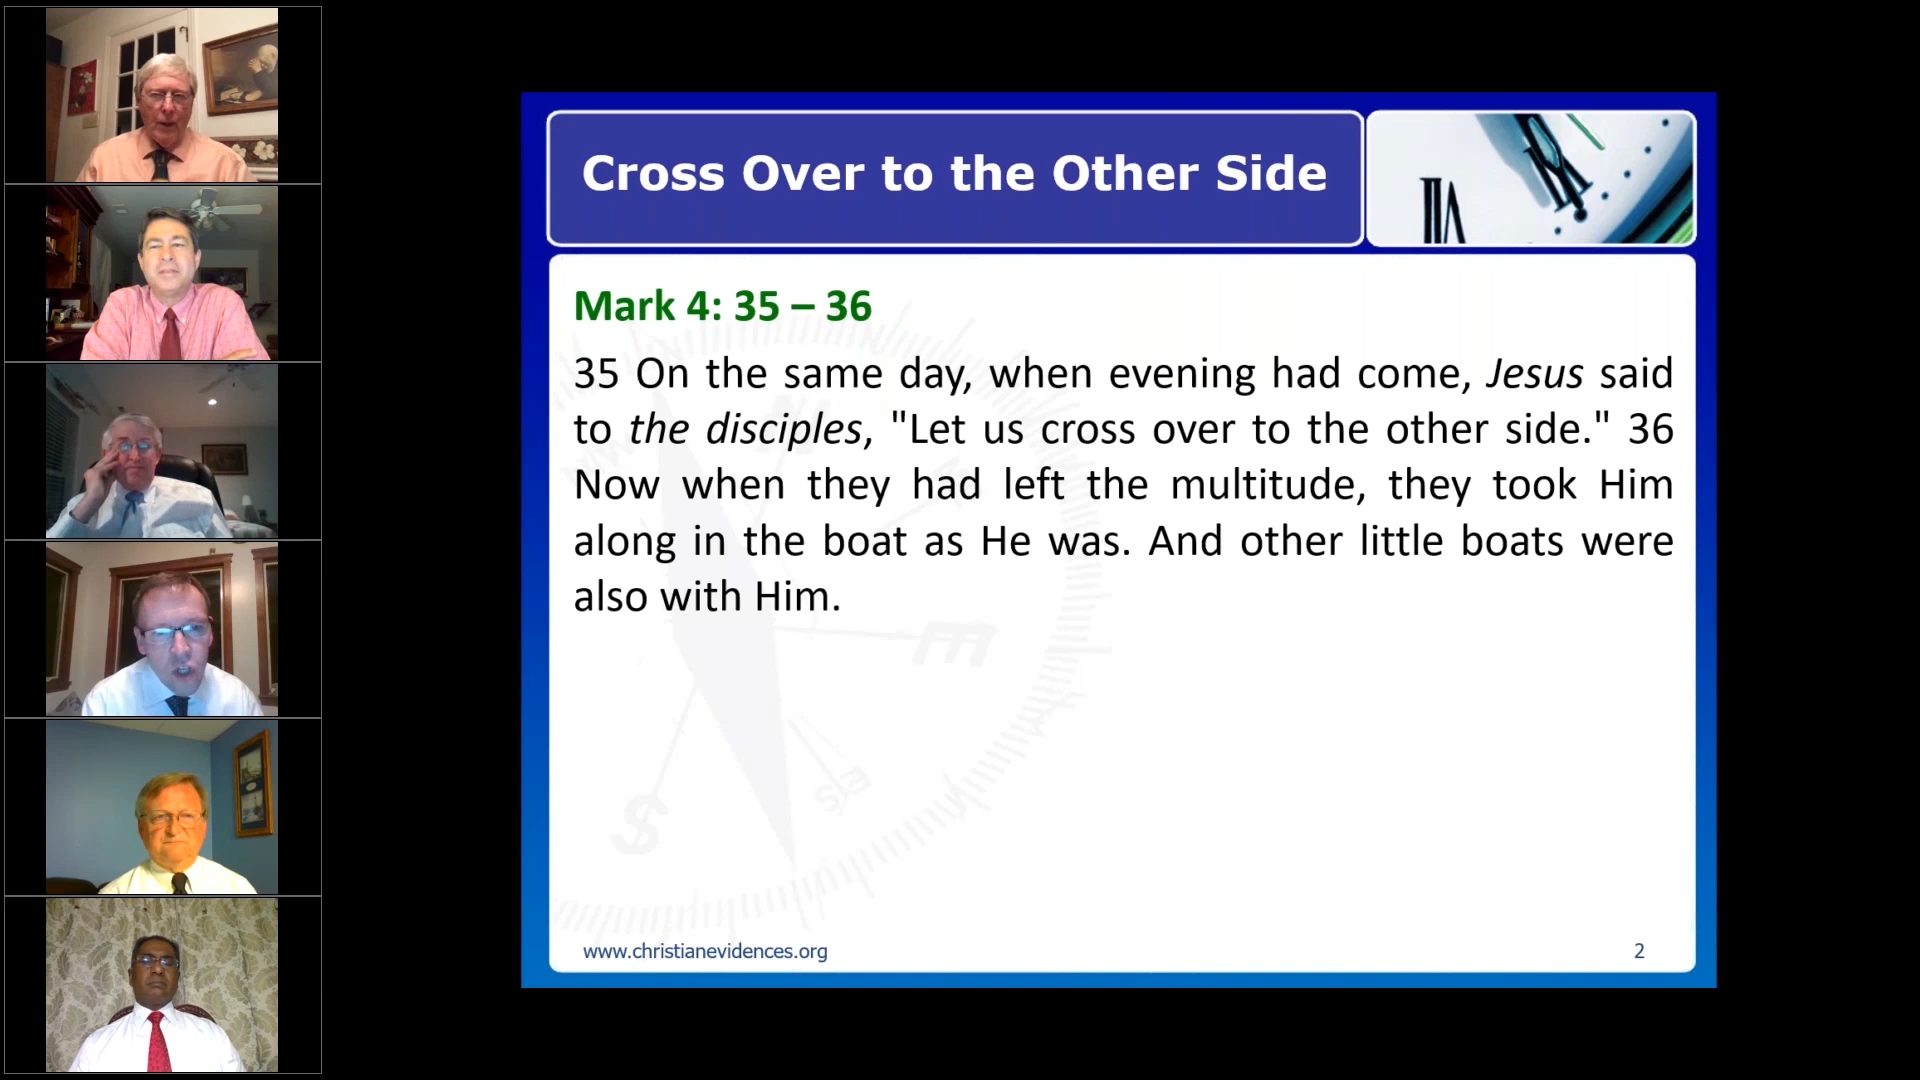 Cross Over to the Other Side
Mark 4: 35 – 36
35 On the same day, when evening had come, Jesus said
to the disciples, "Let us cross over to the other side." 36
Now when they had left the multitude, they took Him
along in the boat as He was. And other little boats were
also with Him.
N
E
S
www.christianevidences.org
2